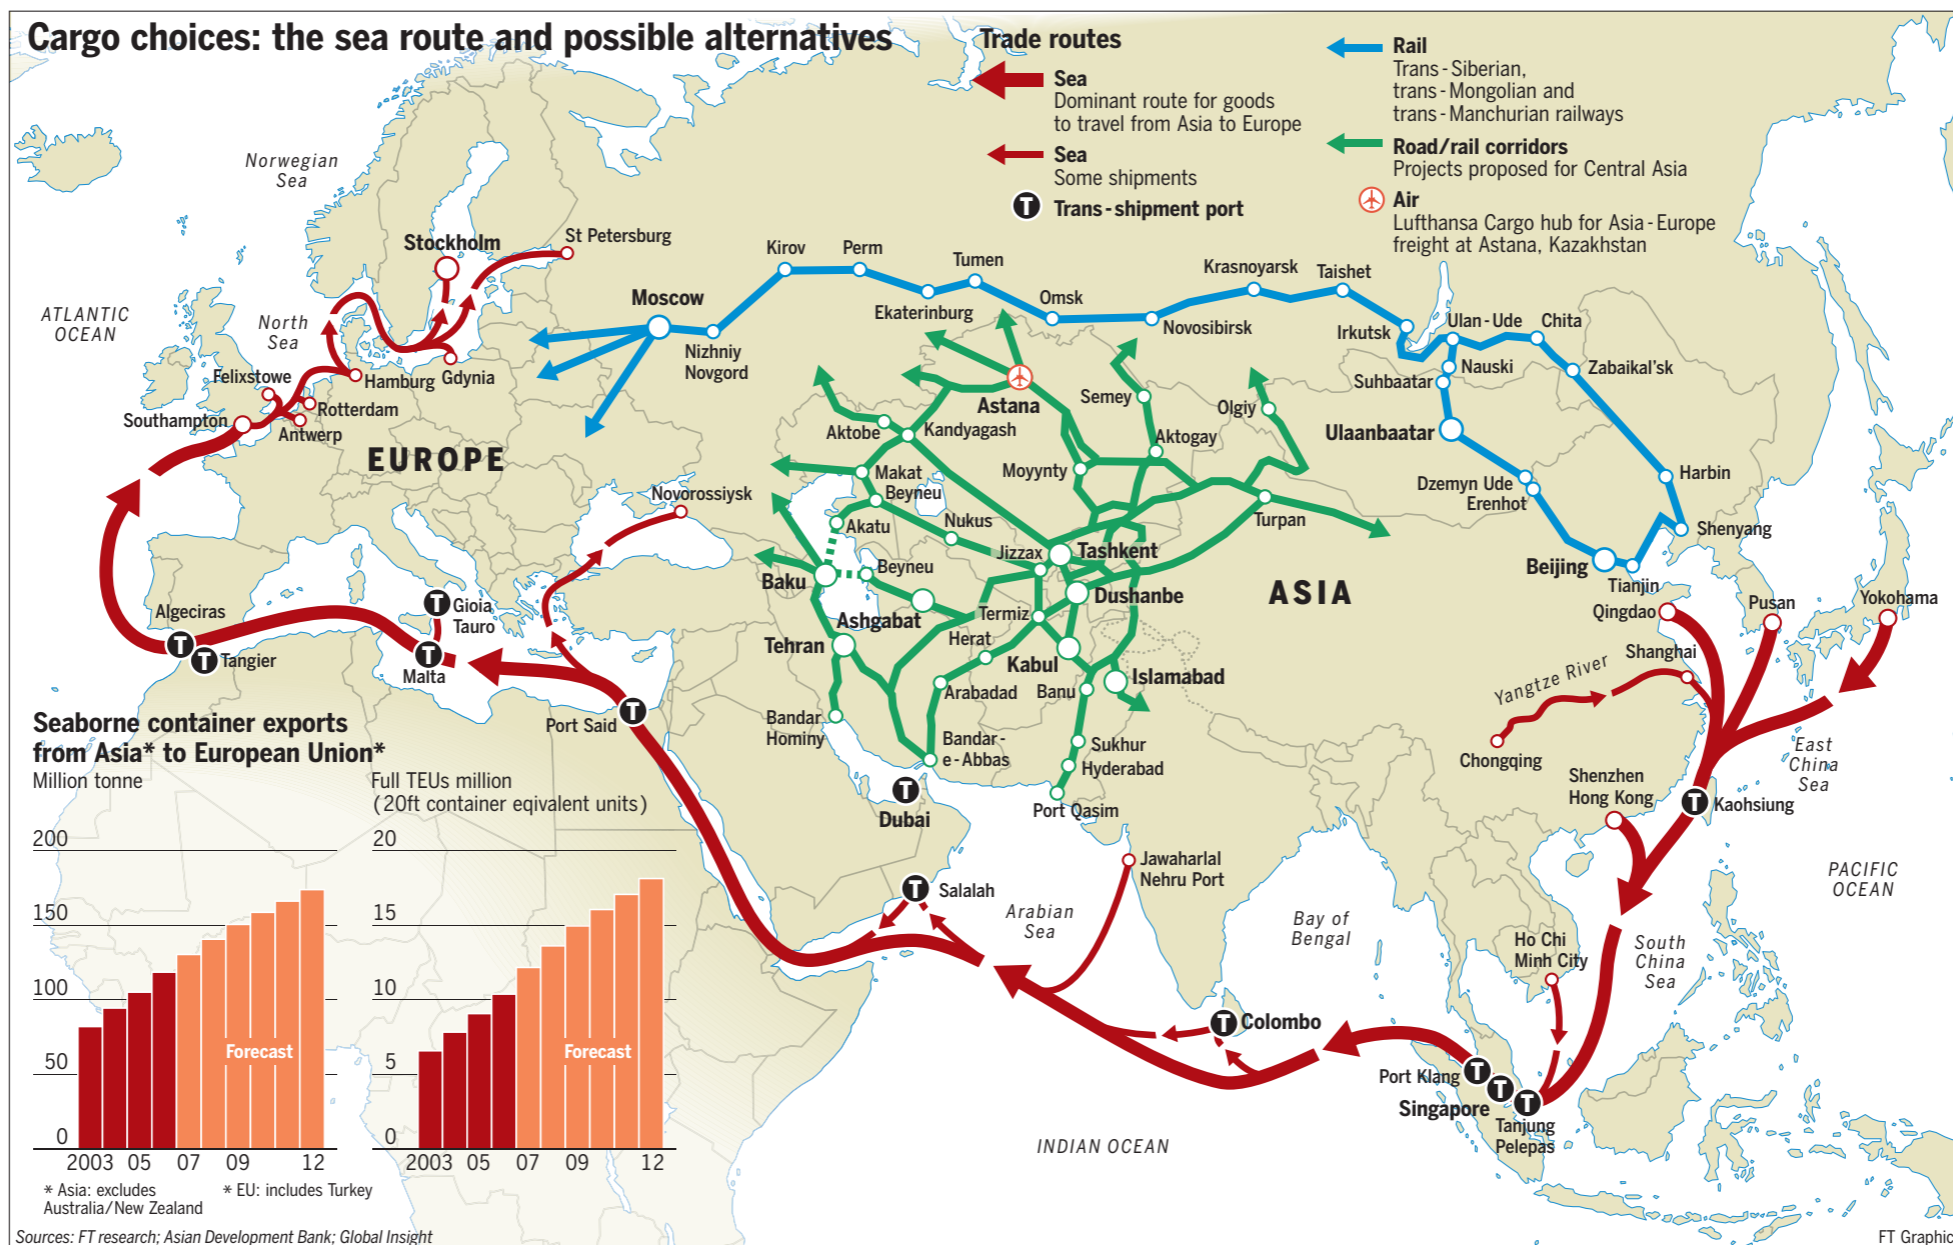 Cargo choices: the sea route and possible alternatives
Trade routes
Sea
Dominant route for goods
to travel from Asia to Europe
Sea
Some shipments
T Trans-shipment port
Rail
Trans-Siberian,
trans-Mongolian and
trans-Manchurian railways
Road/rail corridors
Projects proposed for Central Asia
Air
Lufthansa Cargo hub for Asia-Europe
freight at Astana, Kazakhstan
Norwegian
Sea
ATLANTIC
OCEAN
North
Sea
Stockholm
St Petersburg
Moscow
Nizhniy
Novgord
Kirov
Perm
Ekaterinburg
Tumen
Omsk
Novosibirsk
Krasnoyarsk
Taishet
Irkutsk
Ulan-Ude
Chita
Nauski
Suhbaatar
Zabaikal'sk
Ulaanbaatar
Dzemyn Ude
Erenhot
Harbin
Shenyang
Beijing
Tianjin
Felixstowe
Southampton
Hamburg
Gdynia
Rotterdam
Antwerp
EUROPE
Novorossiysk
Astana
Aktobe
Kandyagash
Semey
Olgiy
Aktogay
Moyynty
Makat
Beyneu
Akatu
Nukus
Turpan
Jizzax
Tashkent
Baku
Beyneu
Dushanbe
Ashgabat
Termiz
Herat
Tehran
Kabul
Islamabad
Arabadad
Banu
Bandar
Hominy
Bandar-
e-Abbas
Sukhur
Hyderabad
Port Qasim
ASIA
Qingdao
Pusan
Yokohama
Shanghai
Yangtze River
Chongqing
East
China
Sea
Shenzhen
Hong Kong
T
Kaohsiung
PACIFIC
OCEAN
Algeciras
T
T
Tangier
T
Gioia
Tauro
T
Malta
Port Said
T
T
Dubai
T
Salalah
Jawaharlal
Nehru Port
Arabian
Sea
Bay of
Bengal
Ho Chi
Minh City
South
China
Sea
T
Colombo
Port Klang
T
T
Singapore
T
Tanjung
Pelepas
INDIAN OCEAN
Seaborne container exports
from Asia* to European Union*
Million tonne
200
150
100
50
0
Forecast
2003 05 07 09 12
Full TEUs million
(20ft container eqivalent units)
20
15
10
5
0
Forecast
2003 05 07 09 12
* Asia: excludes
Australia/New Zealand
* EU: includes Turkey
Sources: FT research; Asian Development Bank; Global Insight
FT Graphic